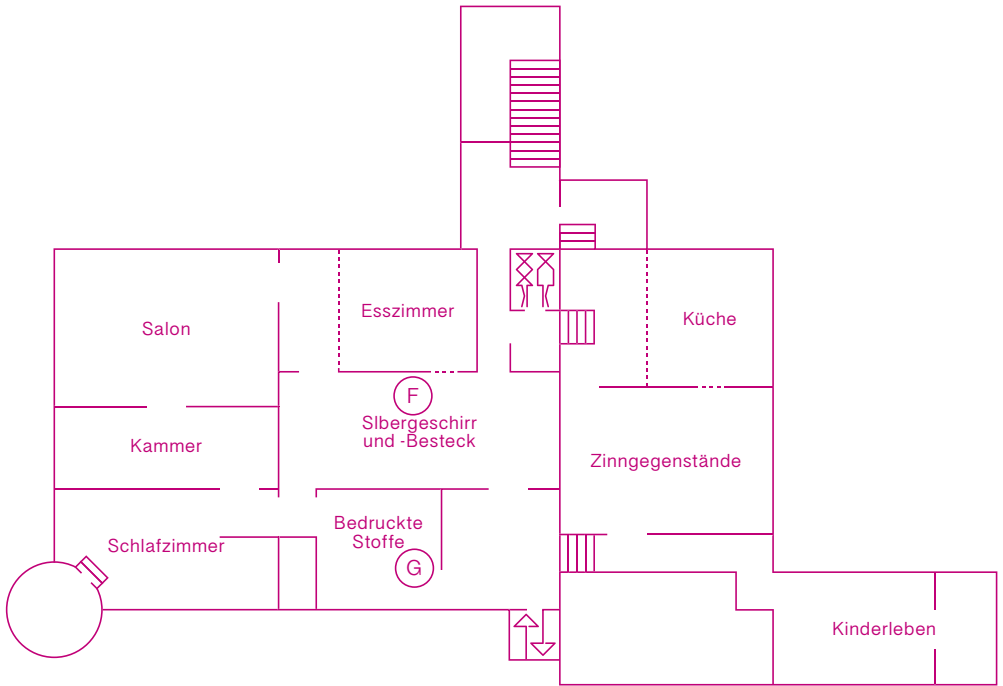 Esszimmer
Salon
Küche
F
Slbergeschirr
und -Besteck
Kammer
Zinngegenstände
Bedruckte
Stoffe
Schlafzimmer
G
Kinderleben